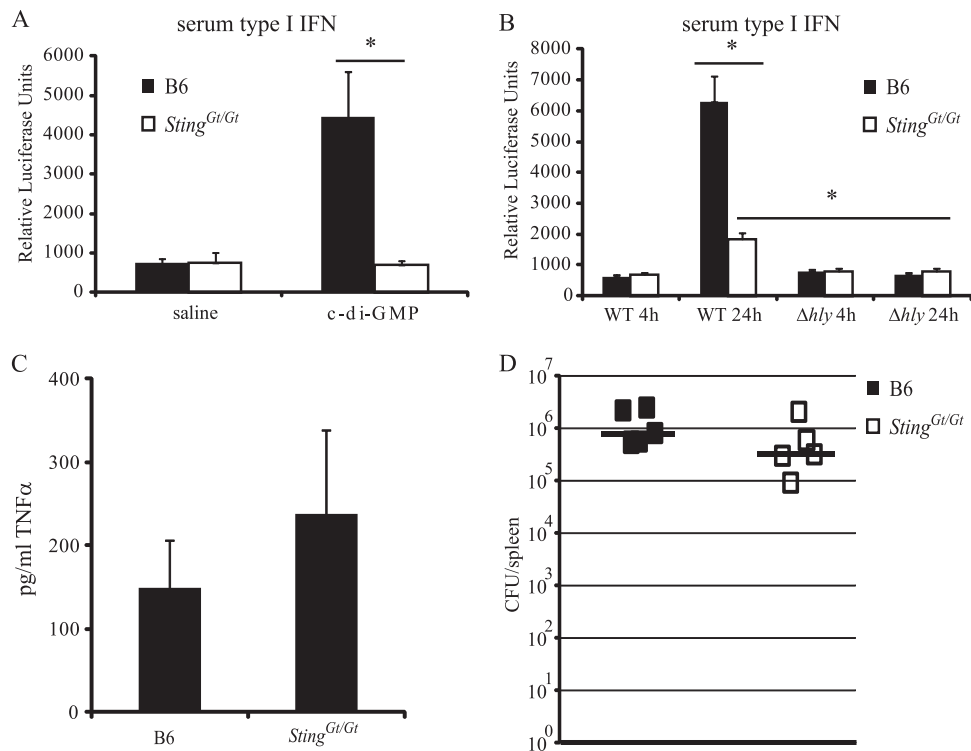 A
serum type I IFN
Relative Luciferase Units
6000
5000
4000
3000
2000
1000
0
B6
Sting^Gt/Gt
*
saline
c-di-GMP
B
serum type I IFN
Relative Luciferase Units
8000
7000
6000
5000
4000
3000
2000
1000
0
*
B6
Sting^Gt/Gt
*
WT 4h
WT 24h
Δhly 4h
Δhly 24h
C
pg/ml TNFα
400
300
200
100
0
B6
Sting^Gt/Gt
D
CFU/spleen
10^7
10^6
10^5
10^4
10^3
10^2
10^1
10^0
B6
Sting^Gt/Gt